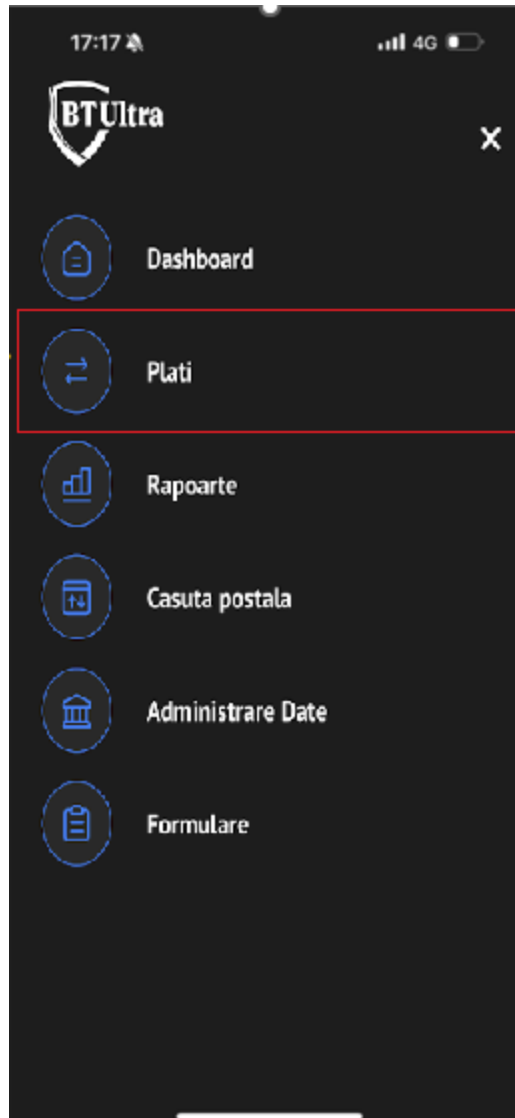 17:17
4G
BTUltra
X
Dashboard
Plati
Rapoarte
Casuta postala
Administrare Date
Formulare